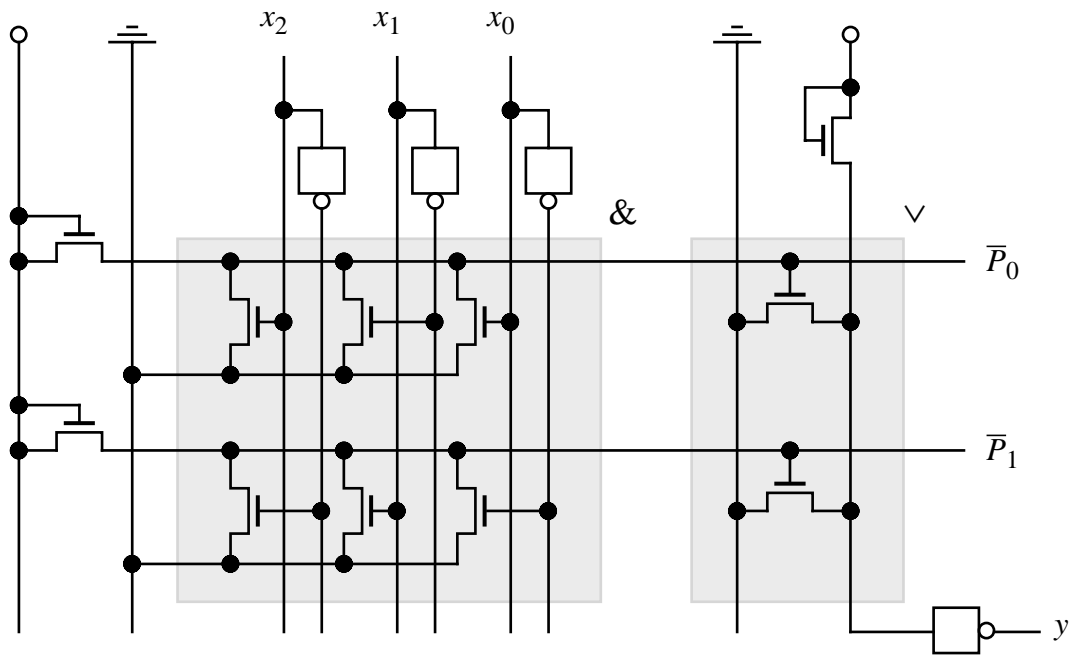 x₂ x₁ x₀
& ∨
P̅₀
P̅₁
y